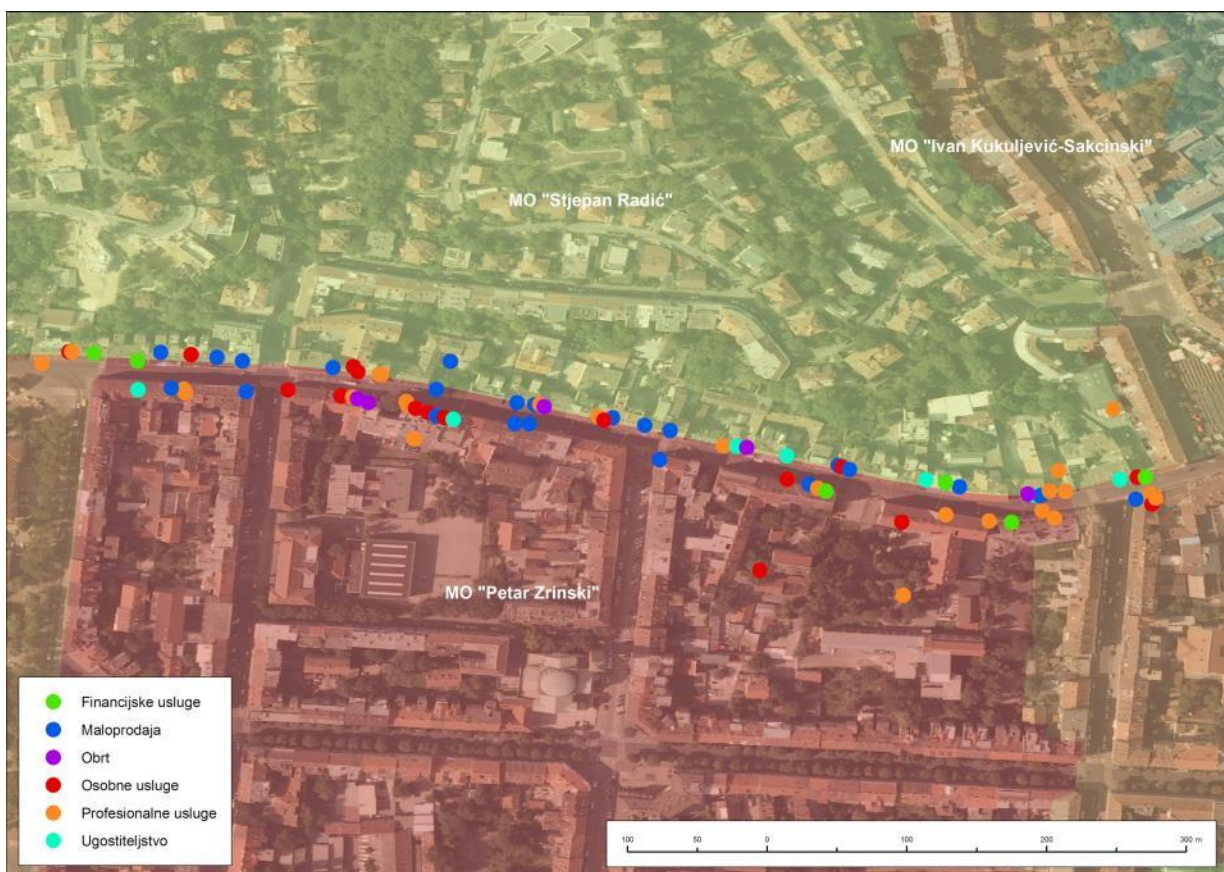 MO "Ivan Kukuljević-Sakcinski"
MO "Stjepan Radić"
MO "Petar Zrinski"
Financijske usluge
Maloprodaja
Obrt
Osobne usluge
Profesionalne usluge
Ugostiteljstvo
100 50 0 100 200 300 m